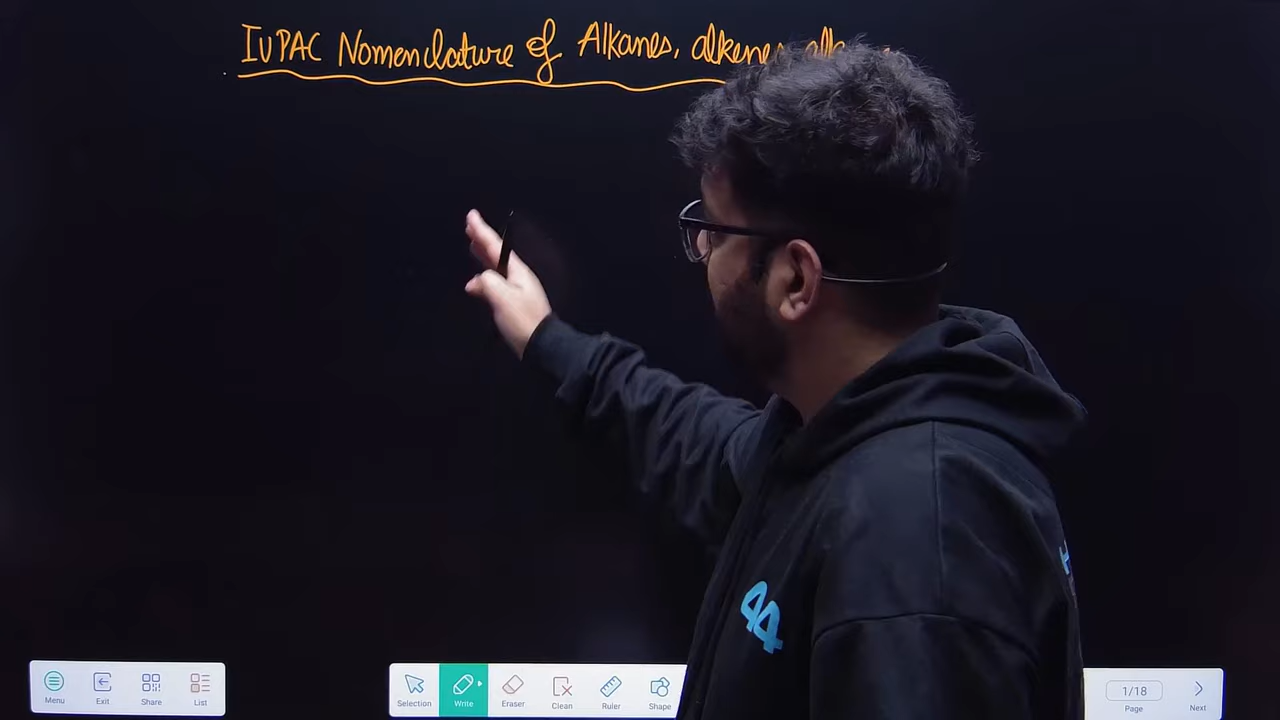 IUPAC Nomenclature of Alkanes, alkenes
44
Menu
Exit
Share
List
Selection
Write
Eraser
Clean
Ruler
Shape
1/18
Page
Next